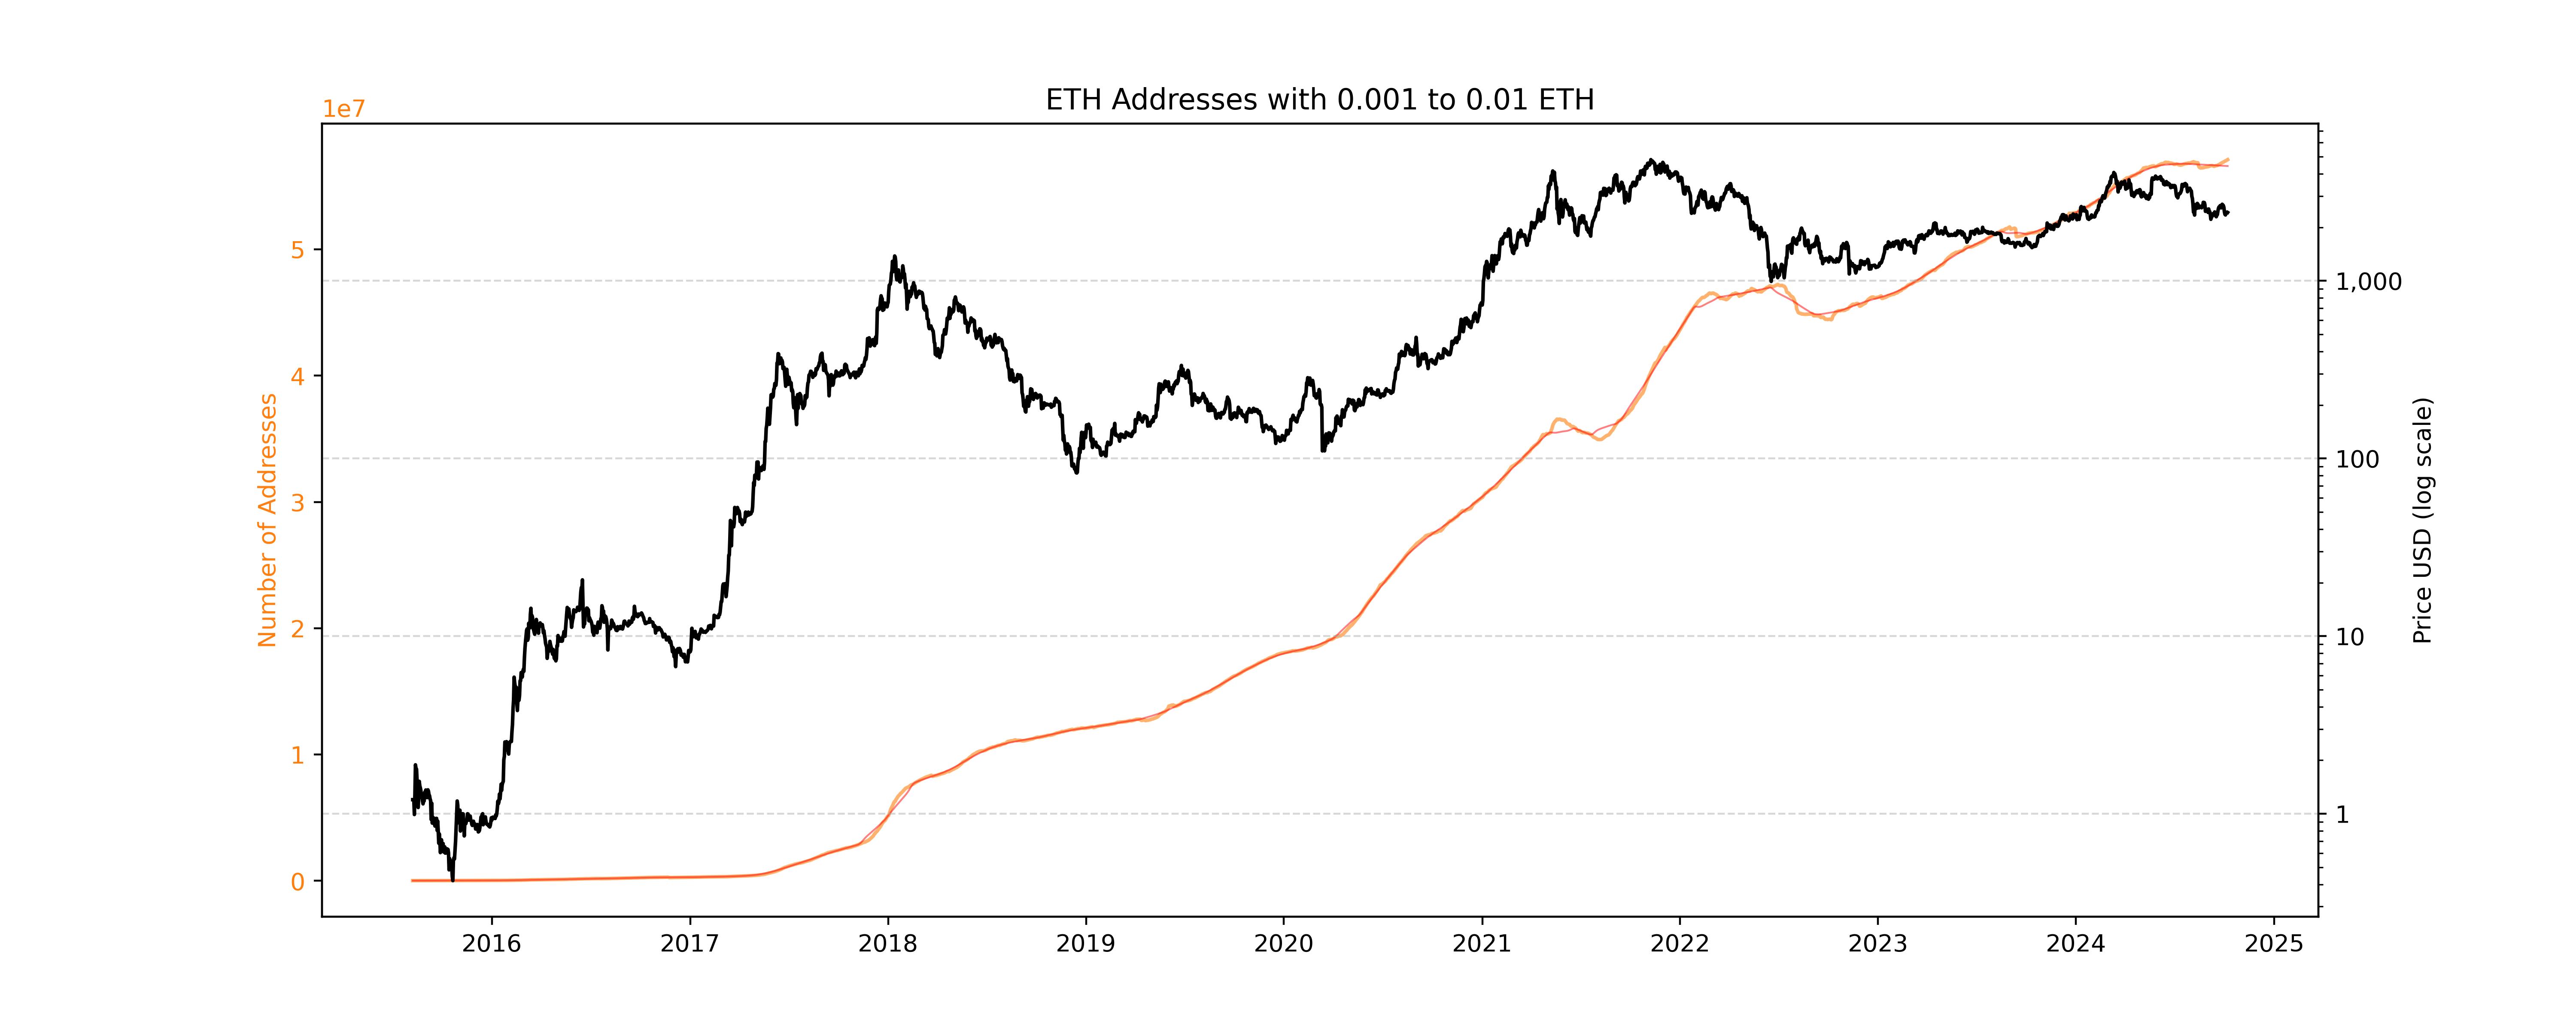 ETH Addresses with 0.001 to 0.01 ETH
1e7
5
4
3
2
1
0
Number of Addresses
1,000
100
10
1
Price USD (log scale)
2016 2017 2018 2019 2020 2021 2022 2023 2024 2025